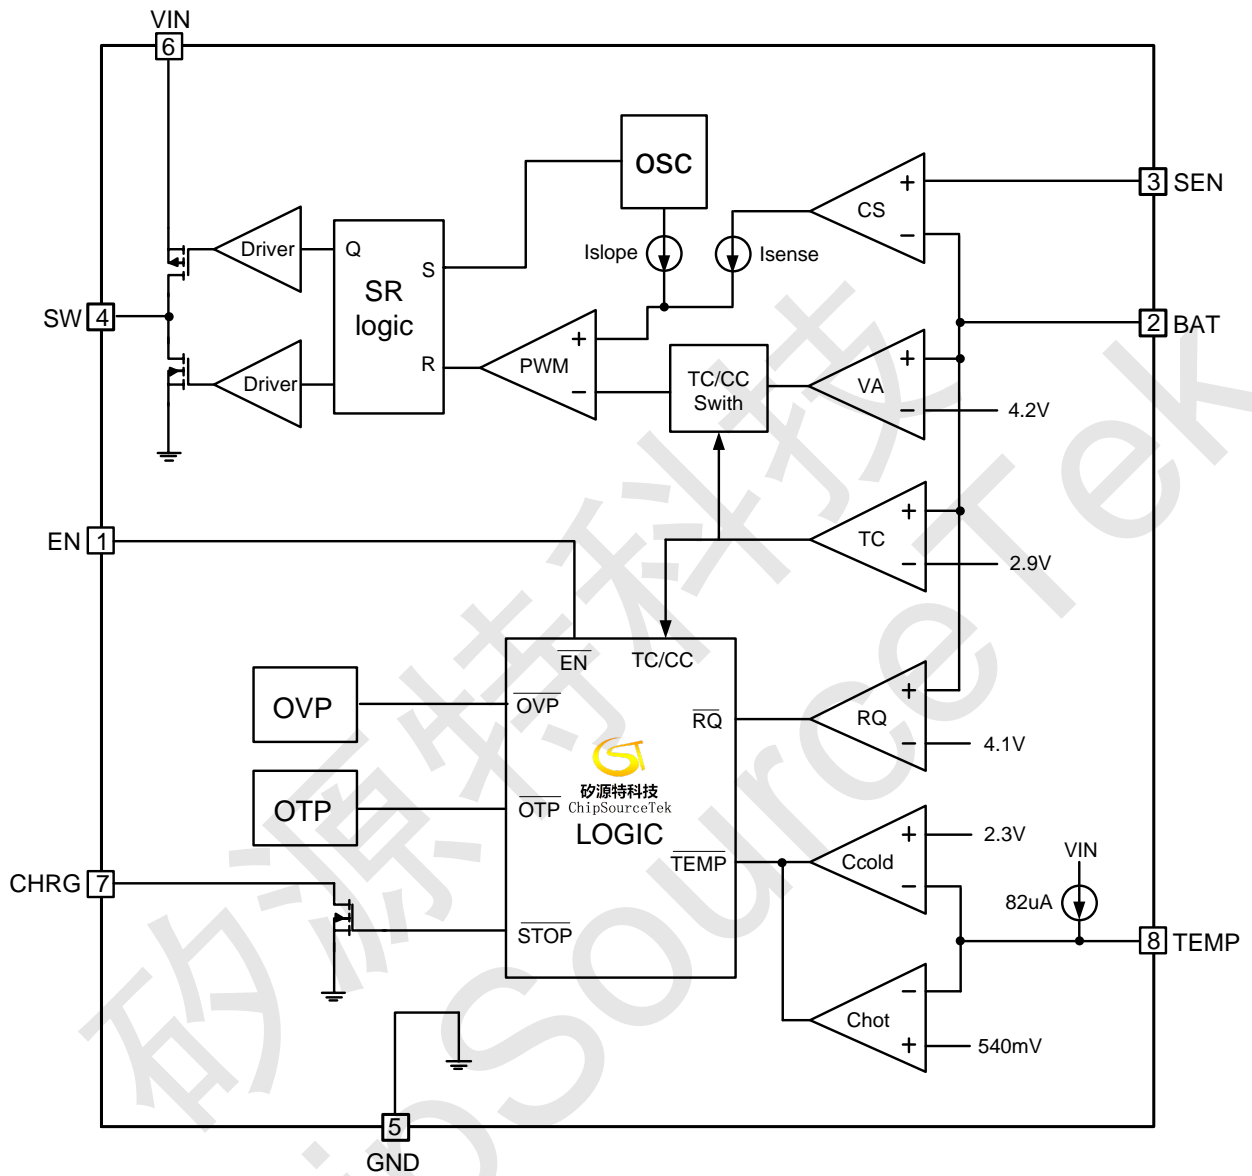 VIN
6
OSC
CS
+
−
3
SEN
Islope
Isense
Driver
Q
S
SR
logic
R
SW
4
Driver
PWM
+
−
TC/CC
Swith
VA
+
−
4.2V
2
BAT
EN
1
TC
+
−
2.9V
EN
TC/CC
OVP
OVP
RQ
RQ
+
−
4.1V
ST
矽源特科技
ChipSourceTek
LOGIC
OTP
OTP
TEMP
Ccold
+
−
2.3V
VIN
82uA
CHRG
7
STOP
8
TEMP
Chot
−
+
540mV
5
GND
矽源特科技
ipSourceTek